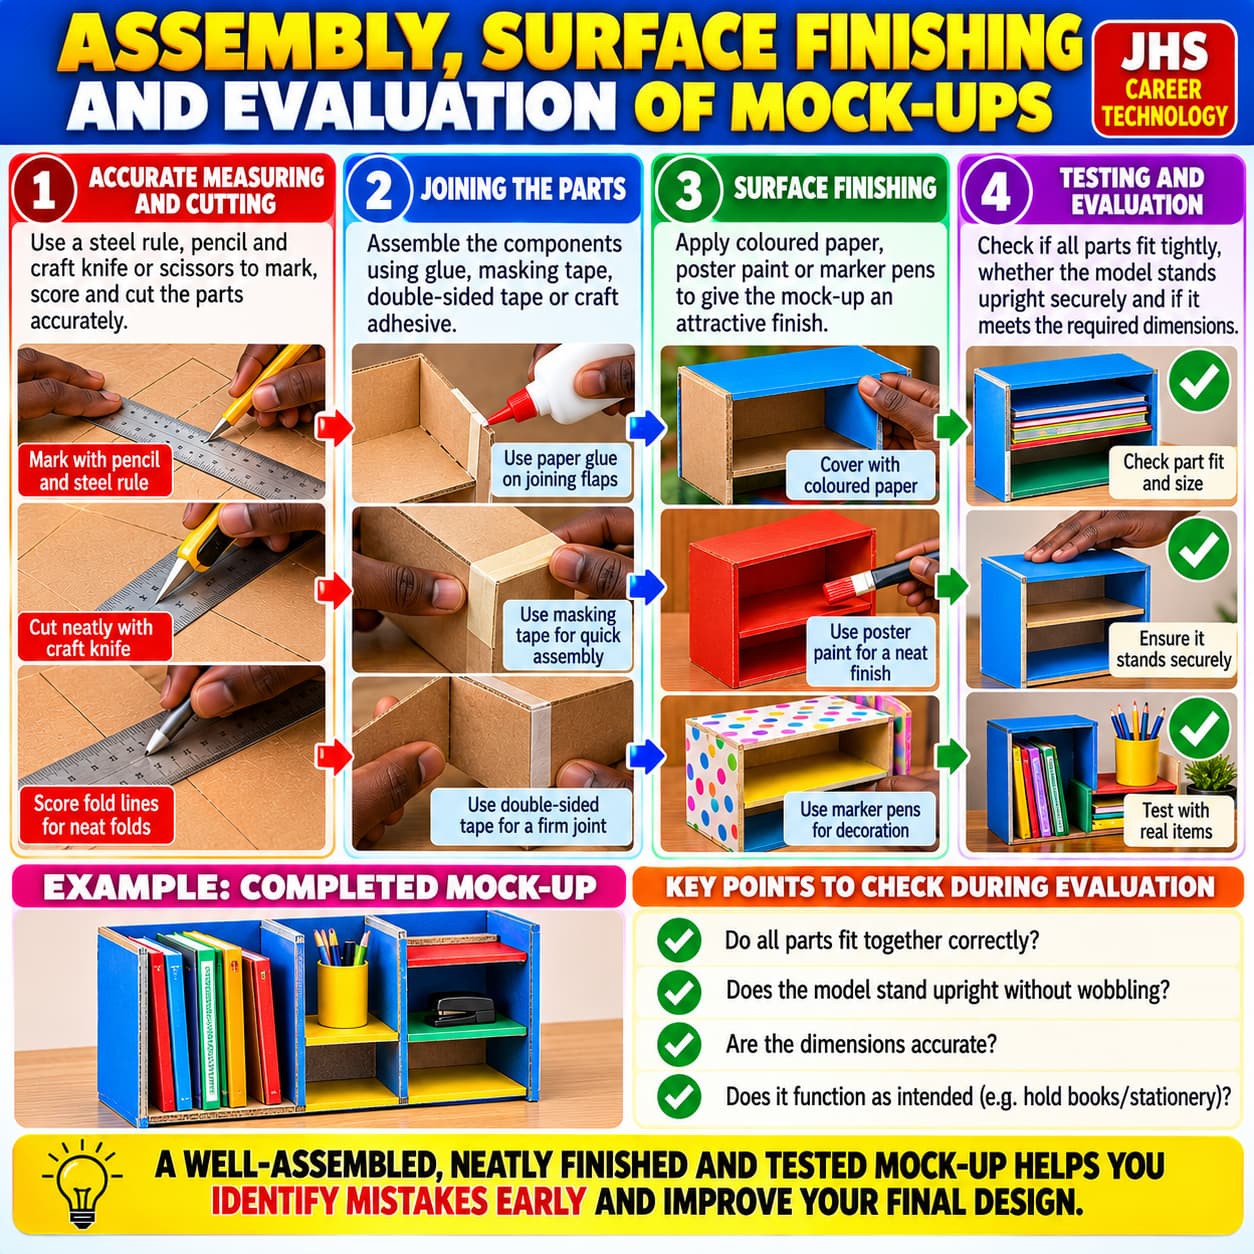 ASSEMBLY, SURFACE FINISHING
AND EVALUATION OF MOCK-UPS
JHS
CAREER
TECHNOLOGY
1
ACCURATE MEASURING
AND CUTTING
Use a steel rule, pencil and
craft knife or scissors to mark,
score and cut the parts
accurately.
Mark with pencil
and steel rule
Cut neatly with
craft knife
Score fold lines
for neat folds
2
JOINING THE PARTS
Assemble the components
using glue, masking tape,
double-sided tape or craft
adhesive.
Use paper glue
on joining flaps
Use masking
tape for quick
assembly
Use double-sided
tape for a firm joint
3
SURFACE FINISHING
Apply coloured paper,
poster paint or marker pens
to give the mock-up an
attractive finish.
Cover with
coloured paper
Use poster
paint for a neat
finish
Use marker pens
for decoration
4
TESTING AND
EVALUATION
Check if all parts fit tightly,
whether the model stands
upright securely and if it
meets the required dimensions.
Check part fit
and size
Ensure it
stands securely
Test with
real items
EXAMPLE: COMPLETED MOCK-UP
KEY POINTS TO CHECK DURING EVALUATION
Do all parts fit together correctly?
Does the model stand upright without wobbling?
Are the dimensions accurate?
Does it function as intended (e.g. hold books/stationery)?
A WELL-ASSEMBLED, NEATLY FINISHED AND TESTED MOCK-UP HELPS YOU
IDENTIFY MISTAKES EARLY AND IMPROVE YOUR FINAL DESIGN.